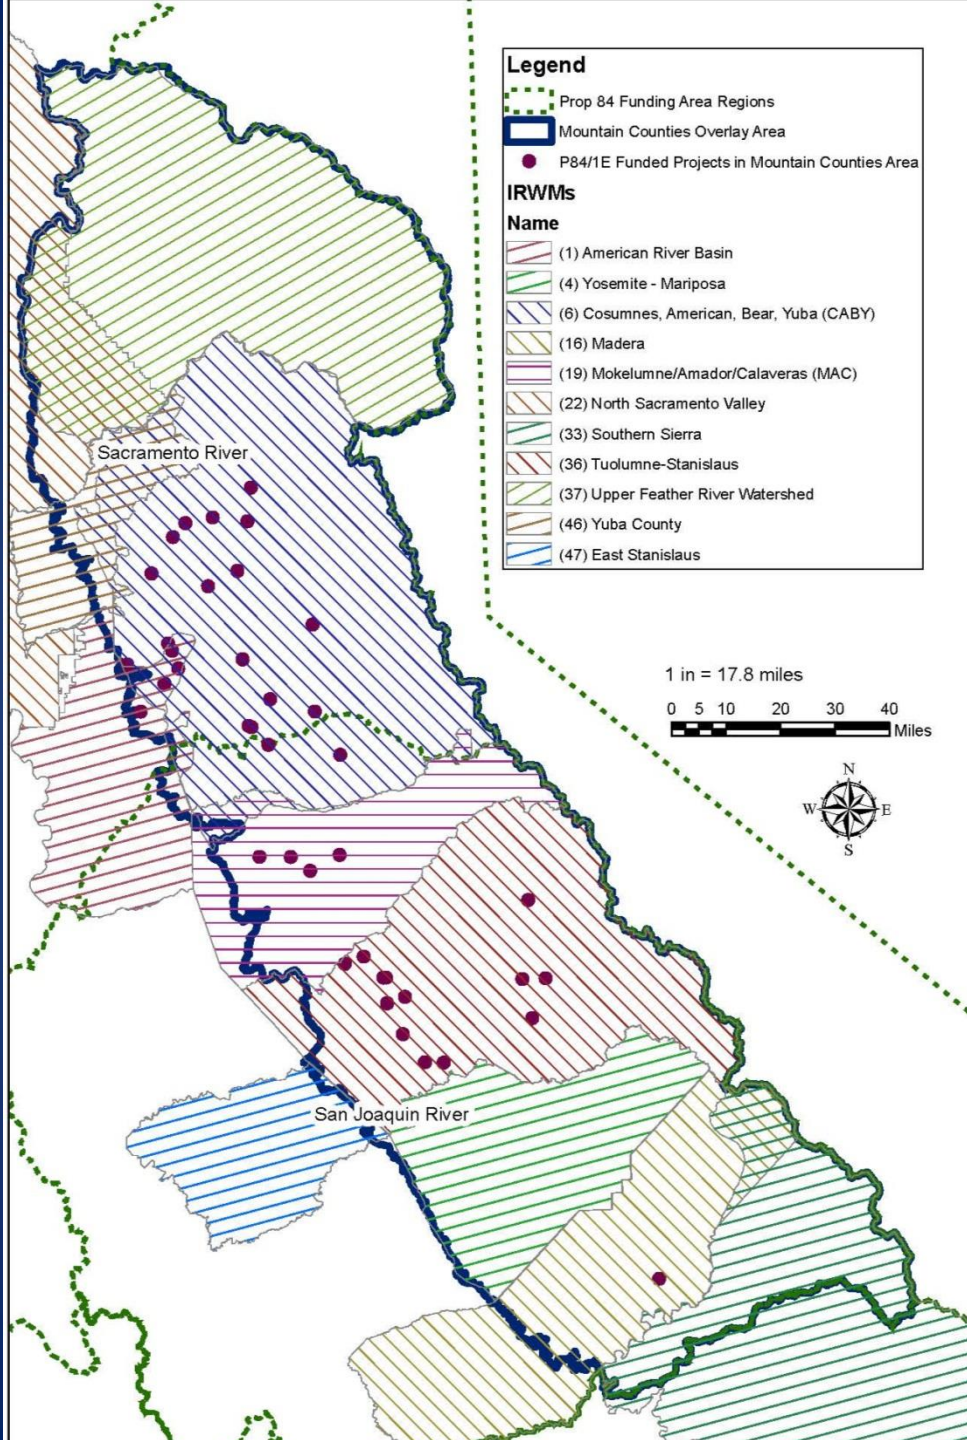 Legend
Prop 84 Funding Area Regions
Mountain Counties Overlay Area
P84/1E Funded Projects in Mountain Counties Area
IRWMs
Name
(1) American River Basin
(4) Yosemite - Mariposa
(6) Cosumnes, American, Bear, Yuba (CABY)
(16) Madera
(19) Mokelumne/Amador/Calaveras (MAC)
(22) North Sacramento Valley
(33) Southern Sierra
(36) Tuolumne-Stanislaus
(37) Upper Feather River Watershed
(46) Yuba County
(47) East Stanislaus
Sacramento River
1 in = 17.8 miles
0 5 10 20 30 40
Miles
N
W E
S
San Joaquin River